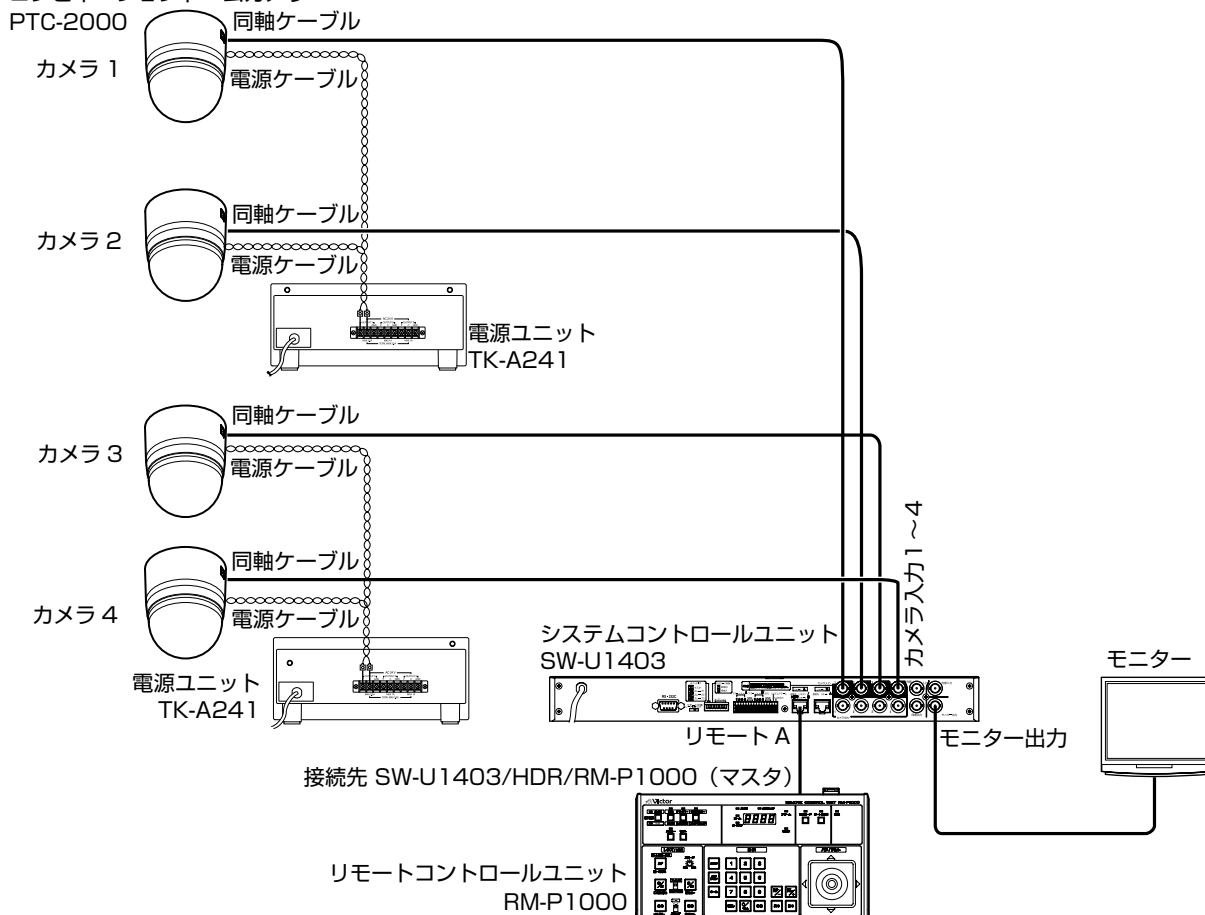 PTC-2000
同軸ケーブル
カメラ 1
電源ケーブル
同軸ケーブル
カメラ 2
電源ケーブル
電源ユニット
TK-A241
同軸ケーブル
カメラ 3
電源ケーブル
同軸ケーブル
カメラ 4
電源ケーブル
電源ユニット
TK-A241
システムコントロールユニット
SW-U1403
カメラ入力1～4
モニター
リモート A
モニター出力
接続先 SW-U1403/HDR/RM-P1000（マスタ）
Victor
REMOTE CONTROL UNIT RM-P1000
リモートコントロールユニット
RM-P1000